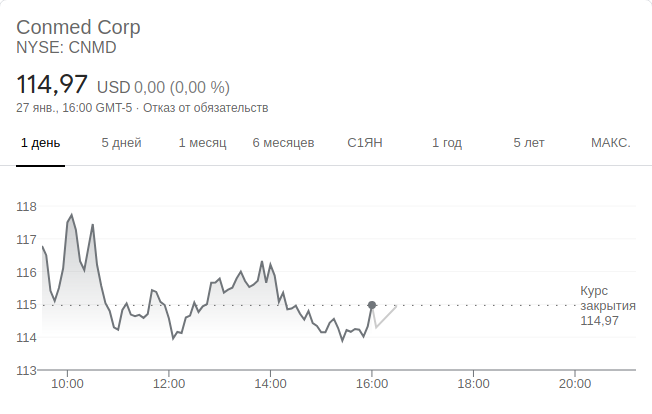 Conmed Corp
NYSE: CNMD
114,97 USD 0,00 (0,00 %)
27 янв., 16:00 GMT-5 · Отказ от обязательств
1 день 5 дней 1 месяц 6 месяцев С1ЯН 1 год 5 лет МАКС.
118
117
116
115
114
113
Курс
закрытия
114,97
10:00 12:00 14:00 16:00 18:00 20:00